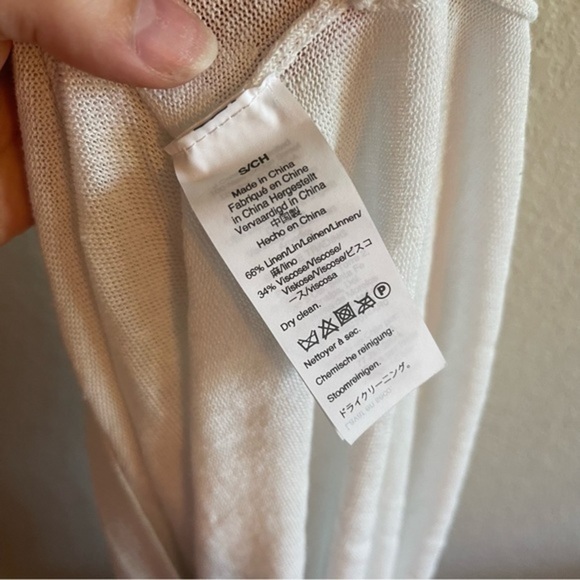 S/CH
Made in China
Fabriqué en Chine
in China Hergestellt
Vervaardigd in China
中国製
Hecho en China
66% Linen/Lin/Leinen/Linnen/
麻/lino
34% Viscose/Viscose/
Viskose/Viscose/ビスコ
ース/viscosa
Dry clean.
P
Nettoyer à sec.
Chemische reinigung.
Stoomreinigen.
ドライクリーニング。